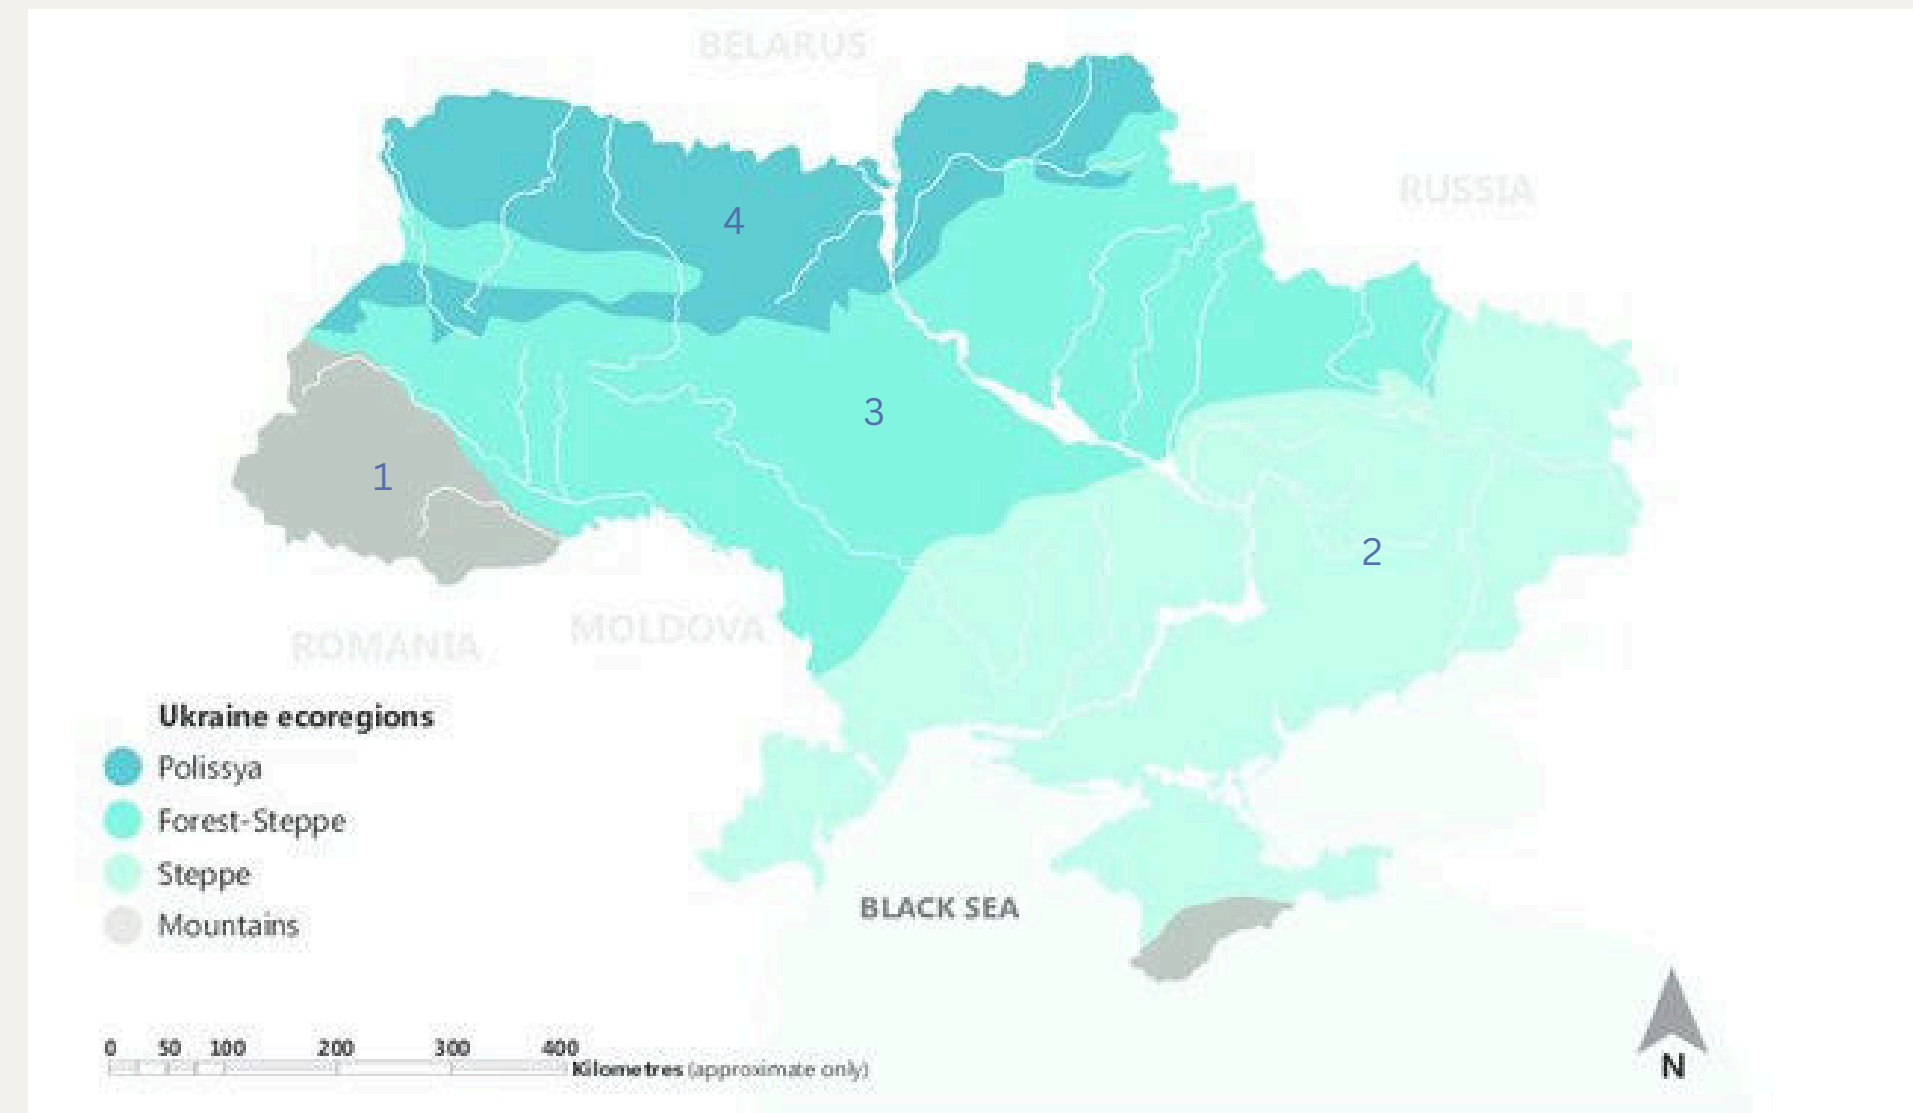 BELARUS
RUSSIA
4
3
1
2
ROMANIA
MOLDOVA
Ukraine ecoregions
Polissya
Forest-Steppe
Steppe
Mountains
BLACK SEA
0 50 100 200 300 400
Kilometres (approximate only)
N